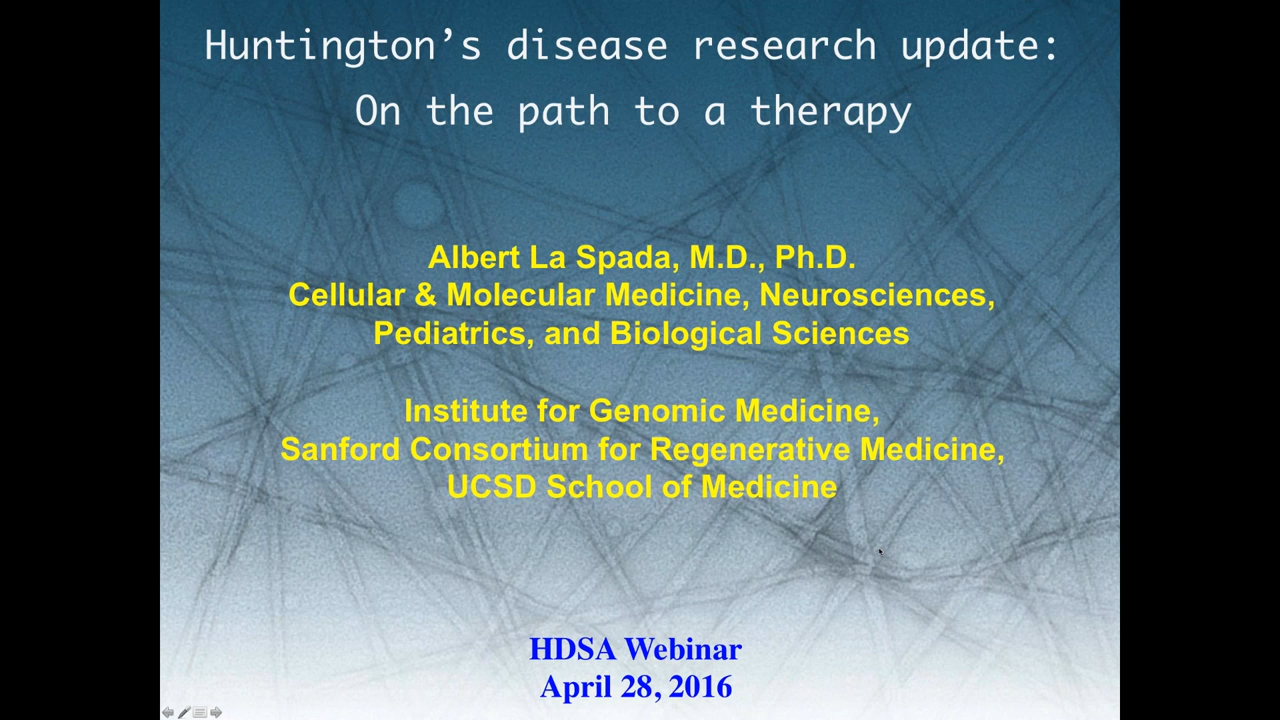 Huntington’s disease research update:
On the path to a therapy
Albert La Spada, M.D., Ph.D.
Cellular & Molecular Medicine, Neurosciences,
Pediatrics, and Biological Sciences
Institute for Genomic Medicine,
Sanford Consortium for Regenerative Medicine,
UCSD School of Medicine
HDSA Webinar
April 28, 2016